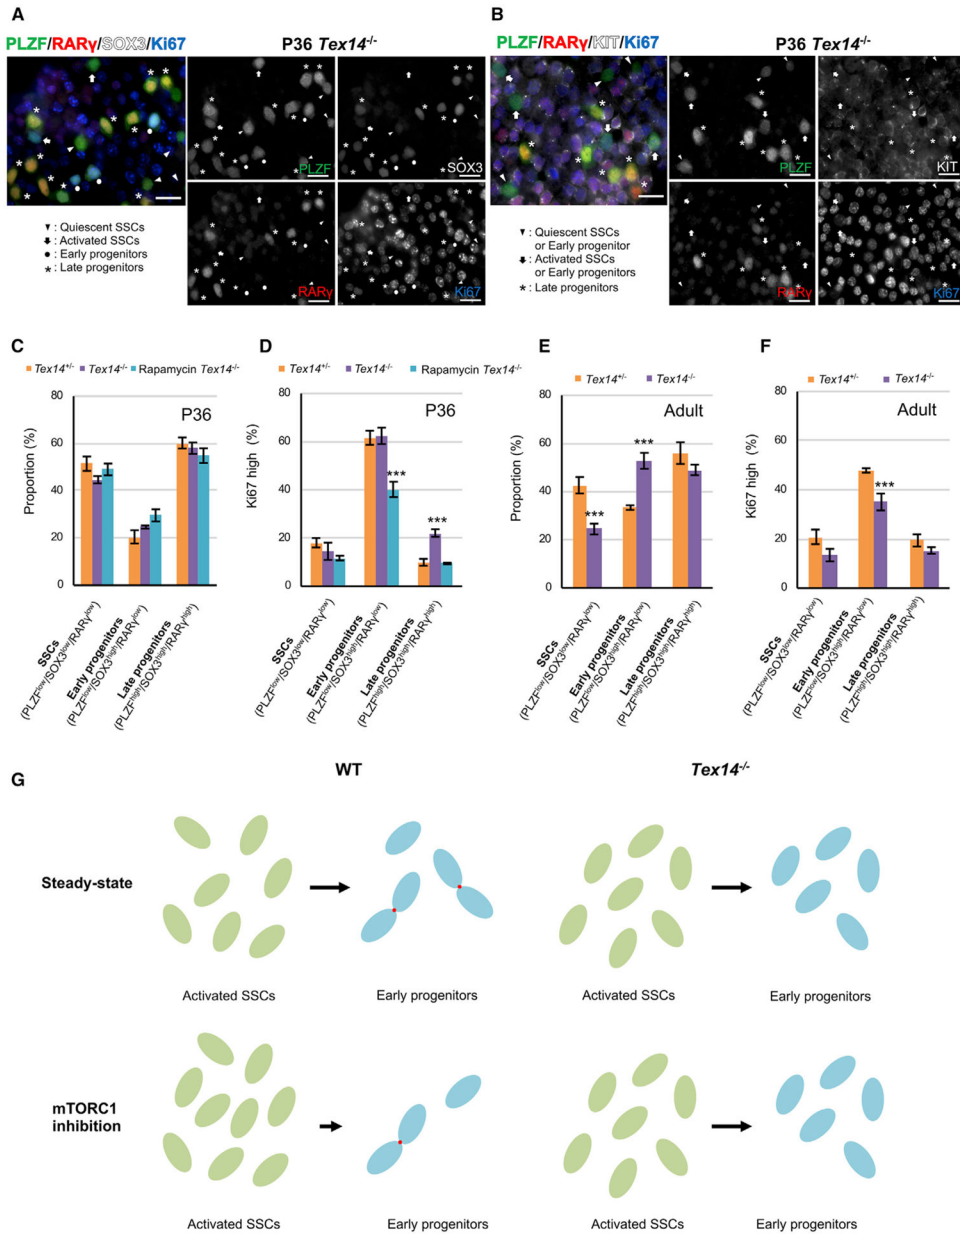 A
PLZF/RARγ/SOX3/Ki67
P36 Tex14-/-
PLZF
SOX3
RARγ
Ki67
: Quiescent SSCs
: Activated SSCs
: Early progenitors
: Late progenitors
B
PLZF/RARγ/KIT/Ki67
P36 Tex14-/-
PLZF
KIT
RARγ
Ki67
: Quiescent SSCs
or Early progenitor
: Activated SSCs
or Early progenitors
: Late progenitors
C
Tex14+/- Tex14-/- Rapamycin Tex14-/-
P36
Proportion (%)
80
60
40
20
0
SSCs
(PLZFlow/SOX3low/RARγlow)
Early progenitors
(PLZFlow/SOX3high/RARγlow)
Late progenitors
(PLZFhigh/SOX3high/RARγhigh)
D
Tex14+/- Tex14-/- Rapamycin Tex14-/-
P36
Ki67 high (%)
80
60
40
20
0
***
***
SSCs
(PLZFlow/SOX3low/RARγlow)
Early progenitors
(PLZFlow/SOX3high/RARγlow)
Late progenitors
(PLZFhigh/SOX3high/RARγhigh)
E
Tex14+/- Tex14-/-
Adult
Proportion (%)
80
60
40
20
0
***
***
SSCs
(PLZFlow/SOX3low/RARγlow)
Early progenitors
(PLZFlow/SOX3high/RARγlow)
Late progenitors
(PLZFhigh/SOX3high/RARγhigh)
F
Tex14+/- Tex14-/-
Adult
Ki67 high (%)
80
60
40
20
0
***
SSCs
(PLZFlow/SOX3low/RARγlow)
Early progenitors
(PLZFlow/SOX3high/RARγlow)
Late progenitors
(PLZFhigh/SOX3high/RARγhigh)
G
WT
Tex14-/-
Steady-state
Activated SSCs
Early progenitors
Activated SSCs
Early progenitors
mTORC1
inhibition
Activated SSCs
Early progenitors
Activated SSCs
Early progenitors